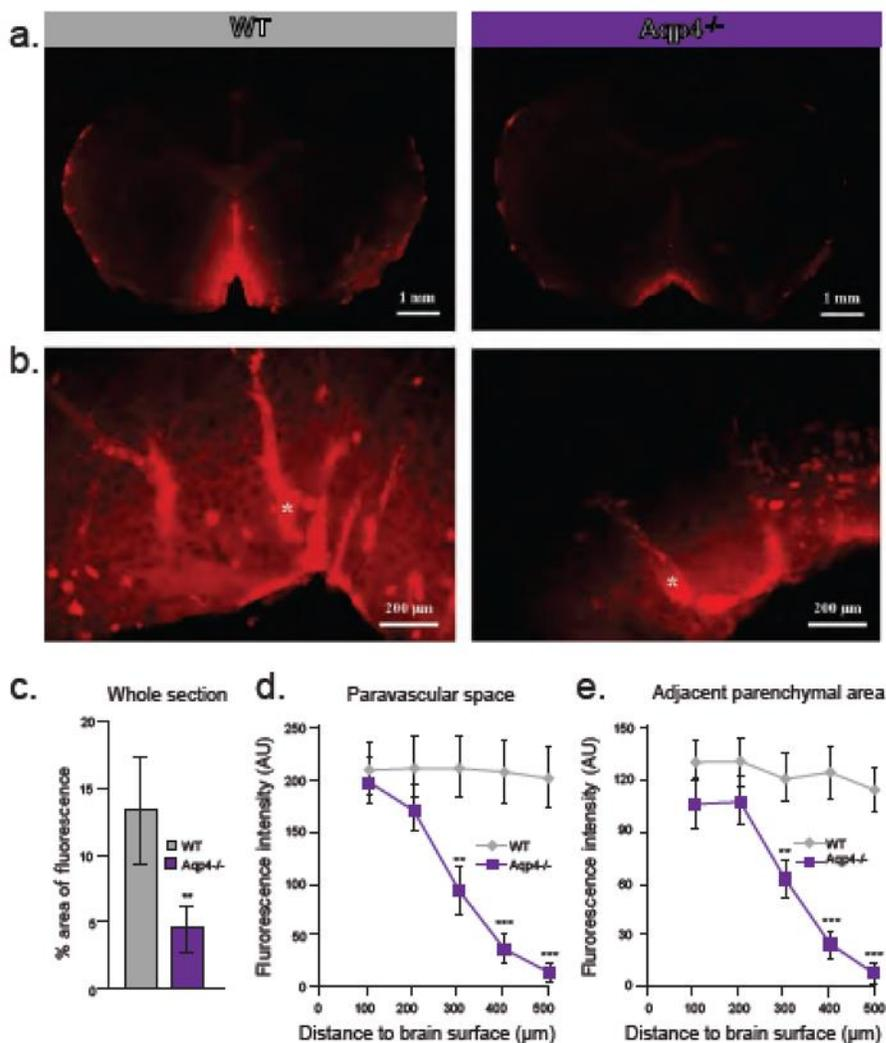 a.
WT
Aqp4-/-
1 mm
1 mm
b.
*
200 µm
*
200 µm
c.
Whole section
% area of fluorescence
20
15
10
5
0
WT
Aqp4-/-
**
d.
Paravascular space
Flurorescence intensity (AU)
250
200
150
100
50
0
WT
Aqp4-/-
**
***
***
0 100 200 300 400 500
Distance to brain surface (µm)
e.
Adjacent parenchymal area
Flurorescence intensity (AU)
150
120
90
60
30
0
WT
Aqp4-/-
**
***
***
0 100 200 300 400 500
Distance to brain surface (µm)